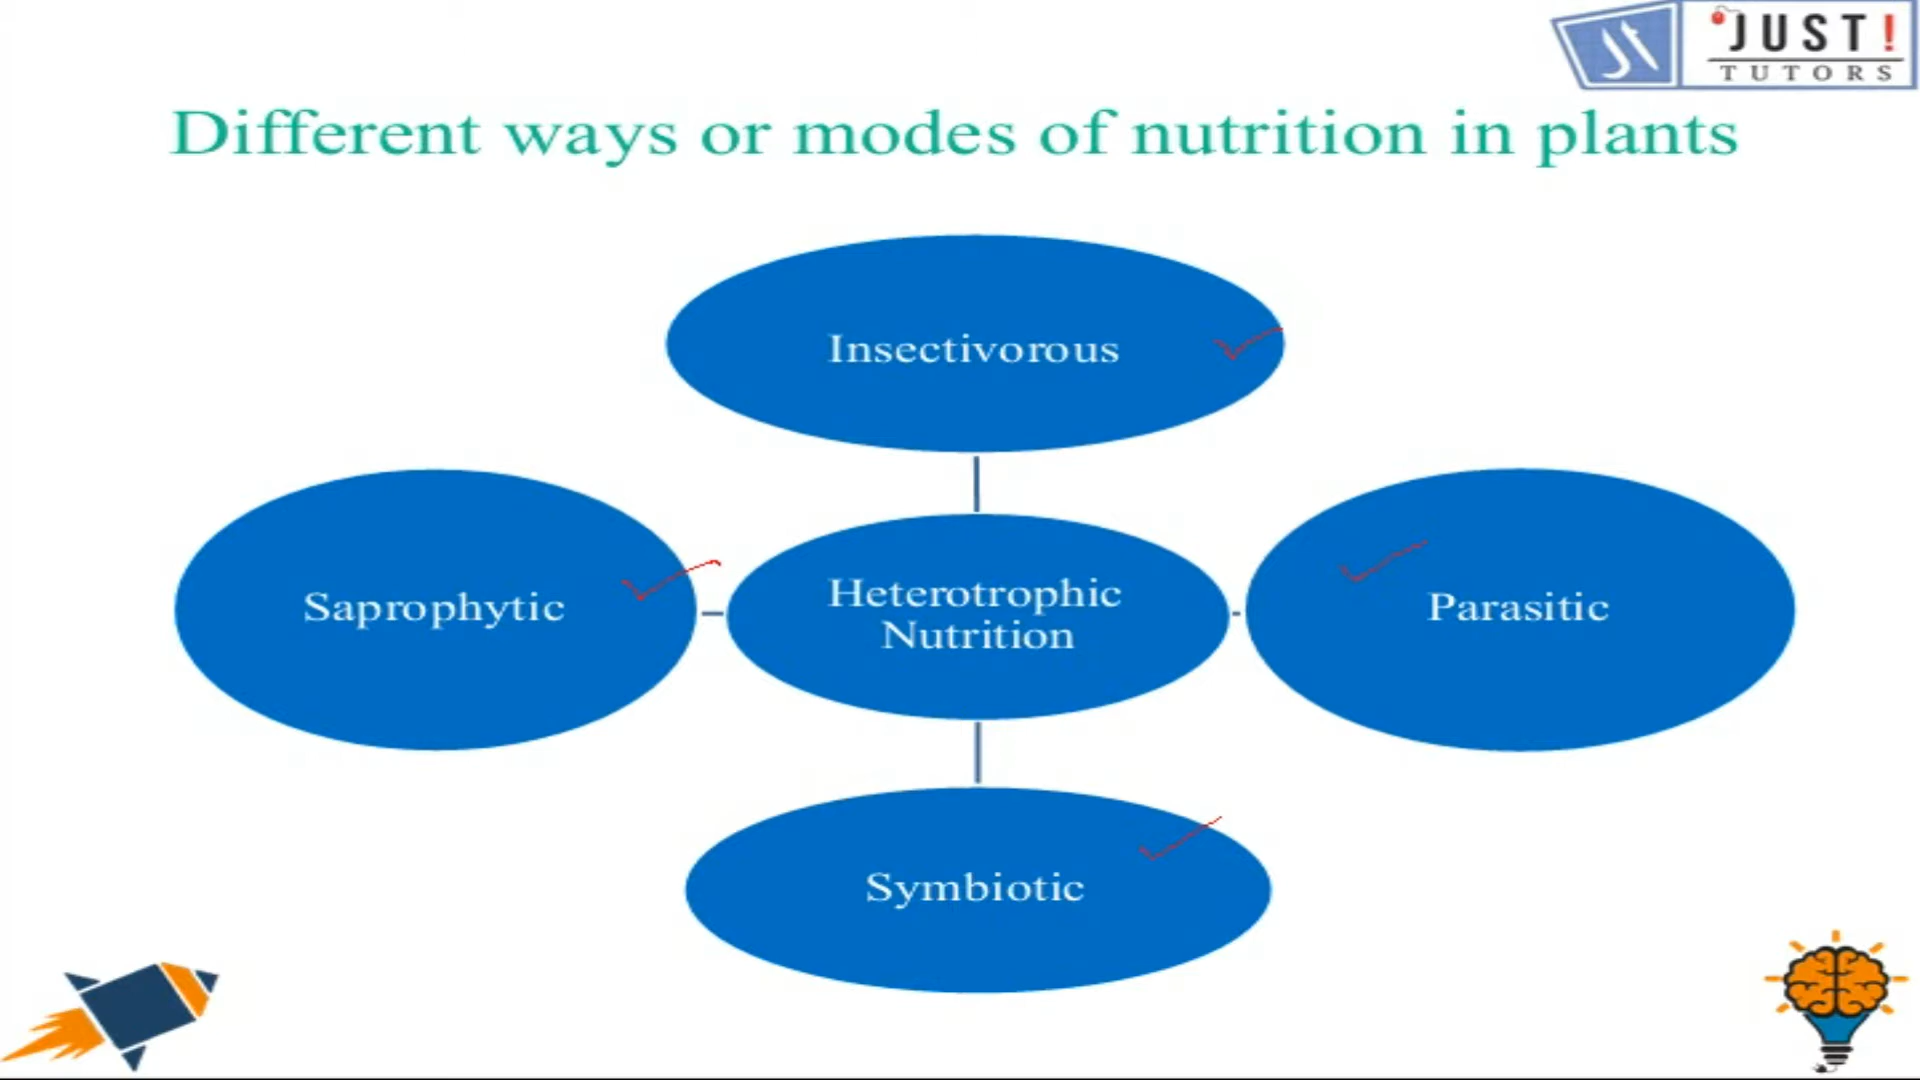 JUST!
TUTORS
Different ways or modes of nutrition in plants
Insectivorous
Saprophytic
Heterotrophic
Nutrition
Parasitic
Symbiotic